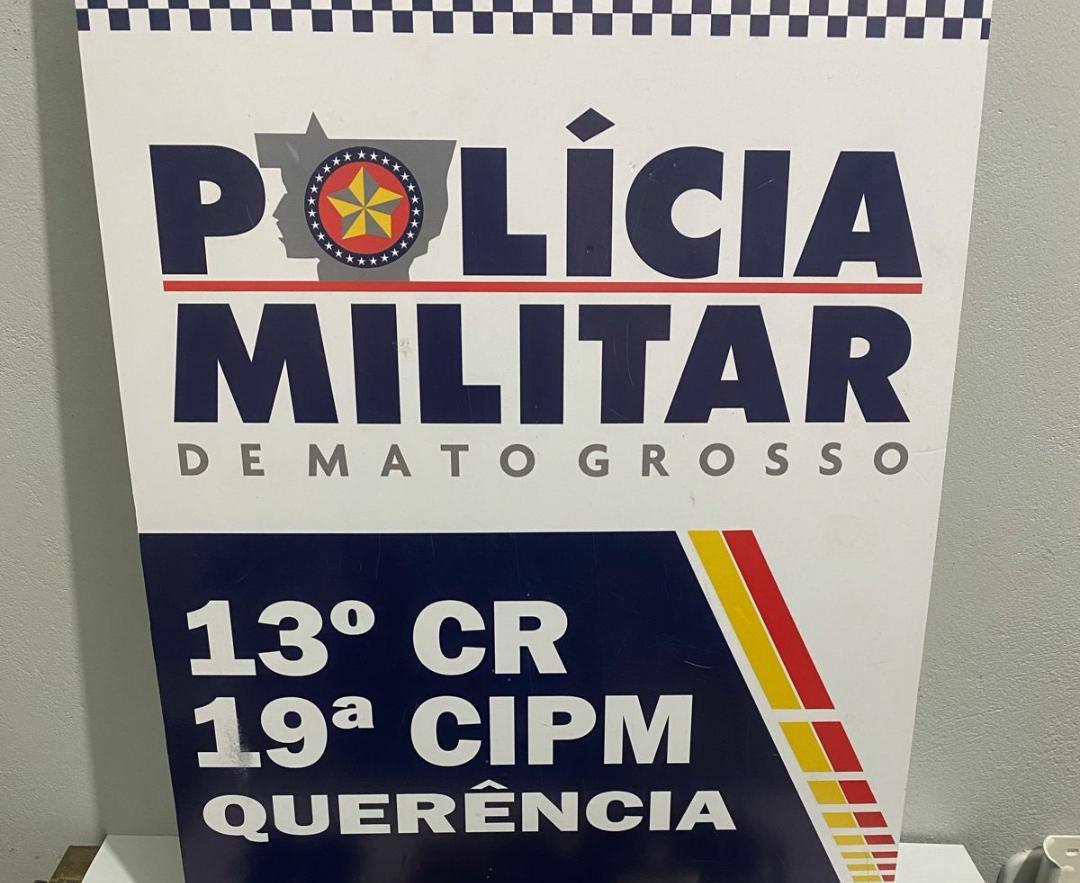 POLÍCIA
MILITAR
DE MATO GROSSO
13º CR
19ª CIPM
QUERÊNCIA